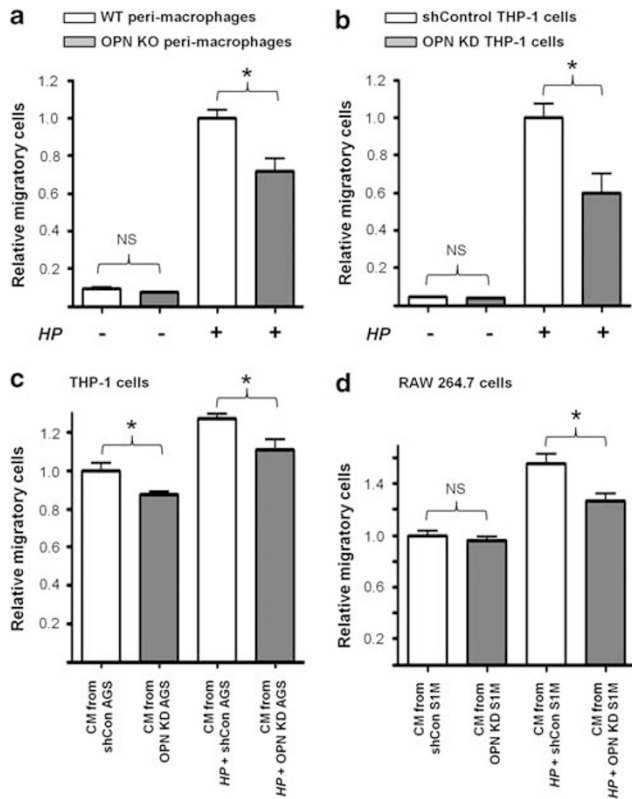 a
WT peri-macrophages
OPN KO peri-macrophages
Relative migratory cells
1.2
1.0
0.8
0.6
0.4
0.2
NS
*
HP - - + +
b
shControl THP-1 cells
OPN KD THP-1 cells
Relative migratory cells
1.2
1.0
0.8
0.6
0.4
0.2
NS
*
HP - - + +
c
THP-1 cells
Relative migratory cells
1.2
1.0
0.8
0.6
0.4
0.2
*
*
CM from
shCon AGS
CM from
OPN KD AGS
CM from
HP + shCon AGS
CM from
HP + OPN KD AGS
d
RAW 264.7 cells
Relative migratory cells
1.4
1.0
0.6
0.2
NS
*
CM from
shCon S1M
CM from
OPN KD S1M
CM from
HP + shCon S1M
CM from
HP + OPN KD S1M